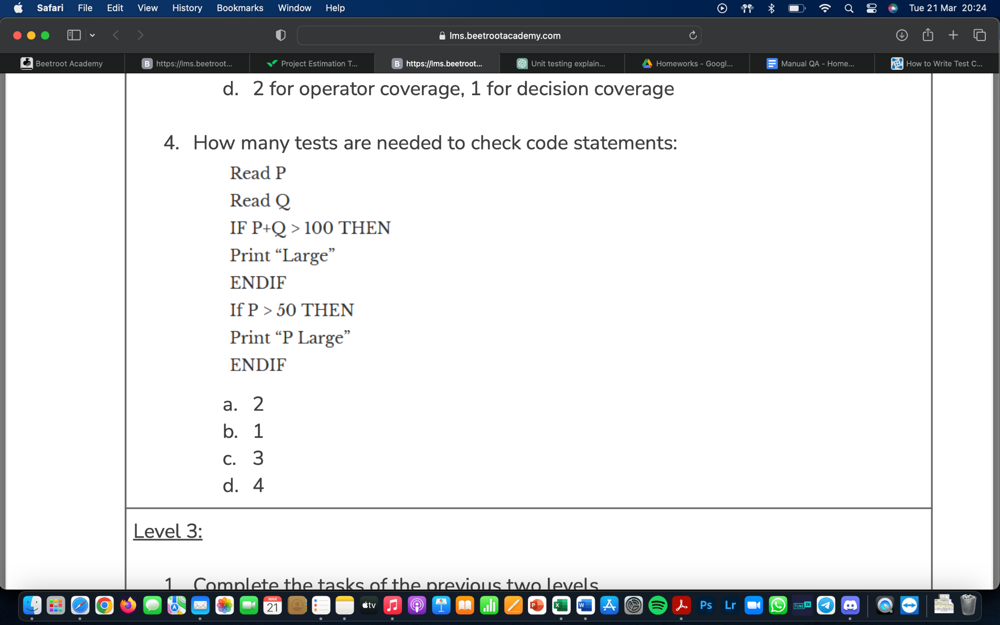 Safari File Edit View History Bookmarks Window Help Tue 21 Mar 20:24
lms.beetrootacademy.com
Beetroot Academy
B https://lms.beetroot...
Project Estimation T...
B https://lms.beetroot...
Unit testing explain...
Homeworks - Googl...
Manual QA - Home...
How to Write Test C...
d. 2 for operator coverage, 1 for decision coverage
4. How many tests are needed to check code statements:
Read P
Read Q
IF P+Q > 100 THEN
Print “Large”
ENDIF
If P > 50 THEN
Print “P Large”
ENDIF
a. 2
b. 1
c. 3
d. 4
Level 3:
1 Complete the tasks of the previous two levels
MAR
21
tv
P
X
W
Ps
Lr
TUNE IN